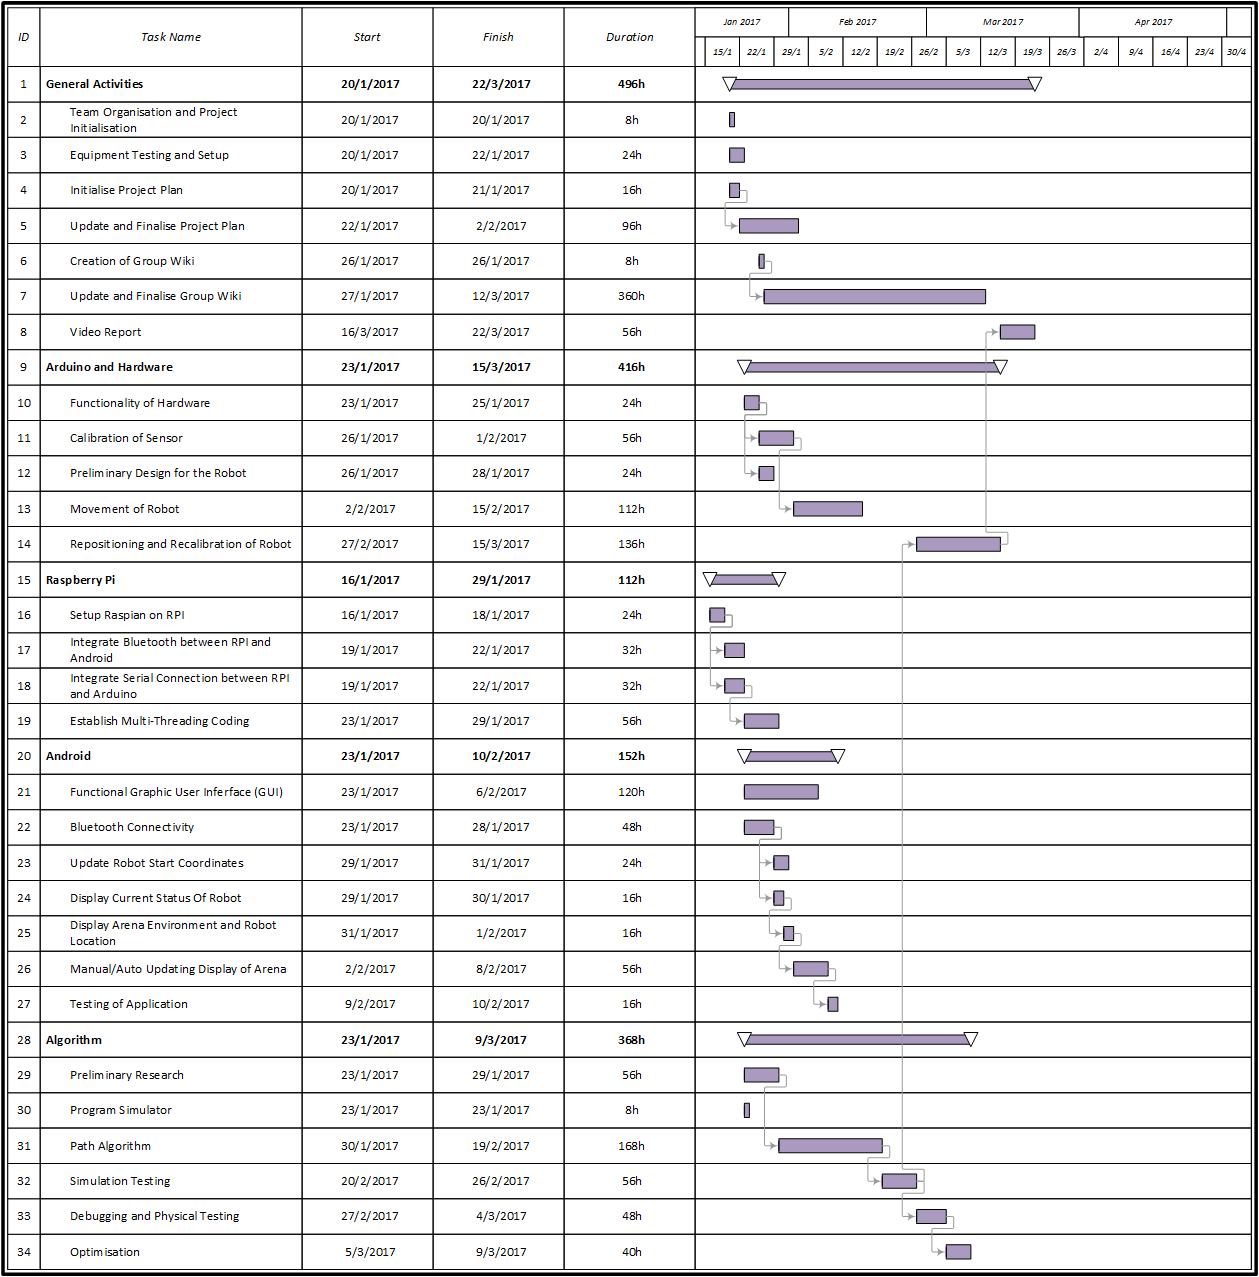 ID Task Name Start Finish Duration Jan 2017 Feb 2017 Mar 2017 Apr 2017
15/1 22/1 29/1 5/2 12/2 19/2 26/2 5/3 12/3 19/3 26/3 2/4 9/4 16/4 23/4 30/4
1 General Activities 20/1/2017 22/3/2017 496h
2 Team Organisation and Project
Initialisation 20/1/2017 20/1/2017 8h
3 Equipment Testing and Setup 20/1/2017 22/1/2017 24h
4 Initialise Project Plan 20/1/2017 21/1/2017 16h
5 Update and Finalise Project Plan 22/1/2017 2/2/2017 96h
6 Creation of Group Wiki 26/1/2017 26/1/2017 8h
7 Update and Finalise Group Wiki 27/1/2017 12/3/2017 360h
8 Video Report 16/3/2017 22/3/2017 56h
9 Arduino and Hardware 23/1/2017 15/3/2017 416h
10 Functionality of Hardware 23/1/2017 25/1/2017 24h
11 Calibration of Sensor 26/1/2017 1/2/2017 56h
12 Preliminary Design for the Robot 26/1/2017 28/1/2017 24h
13 Movement of Robot 2/2/2017 15/2/2017 112h
14 Repositioning and Recalibration of Robot 27/2/2017 15/3/2017 136h
15 Raspberry Pi 16/1/2017 29/1/2017 112h
16 Setup Raspian on RPI 16/1/2017 18/1/2017 24h
17 Integrate Bluetooth between RPI and
Android 19/1/2017 22/1/2017 32h
18 Integrate Serial Connection between RPI
and Arduino 19/1/2017 22/1/2017 32h
19 Establish Multi-Threading Coding 23/1/2017 29/1/2017 56h
20 Android 23/1/2017 10/2/2017 152h
21 Functional Graphic User Inferface (GUI) 23/1/2017 6/2/2017 120h
22 Bluetooth Connectivity 23/1/2017 28/1/2017 48h
23 Update Robot Start Coordinates 29/1/2017 31/1/2017 24h
24 Display Current Status Of Robot 29/1/2017 30/1/2017 16h
25 Display Arena Environment and Robot
Location 31/1/2017 1/2/2017 16h
26 Manual/Auto Updating Display of Arena 2/2/2017 8/2/2017 56h
27 Testing of Application 9/2/2017 10/2/2017 16h
28 Algorithm 23/1/2017 9/3/2017 368h
29 Preliminary Research 23/1/2017 29/1/2017 56h
30 Program Simulator 23/1/2017 23/1/2017 8h
31 Path Algorithm 30/1/2017 19/2/2017 168h
32 Simulation Testing 20/2/2017 26/2/2017 56h
33 Debugging and Physical Testing 27/2/2017 4/3/2017 48h
34 Optimisation 5/3/2017 9/3/2017 40h